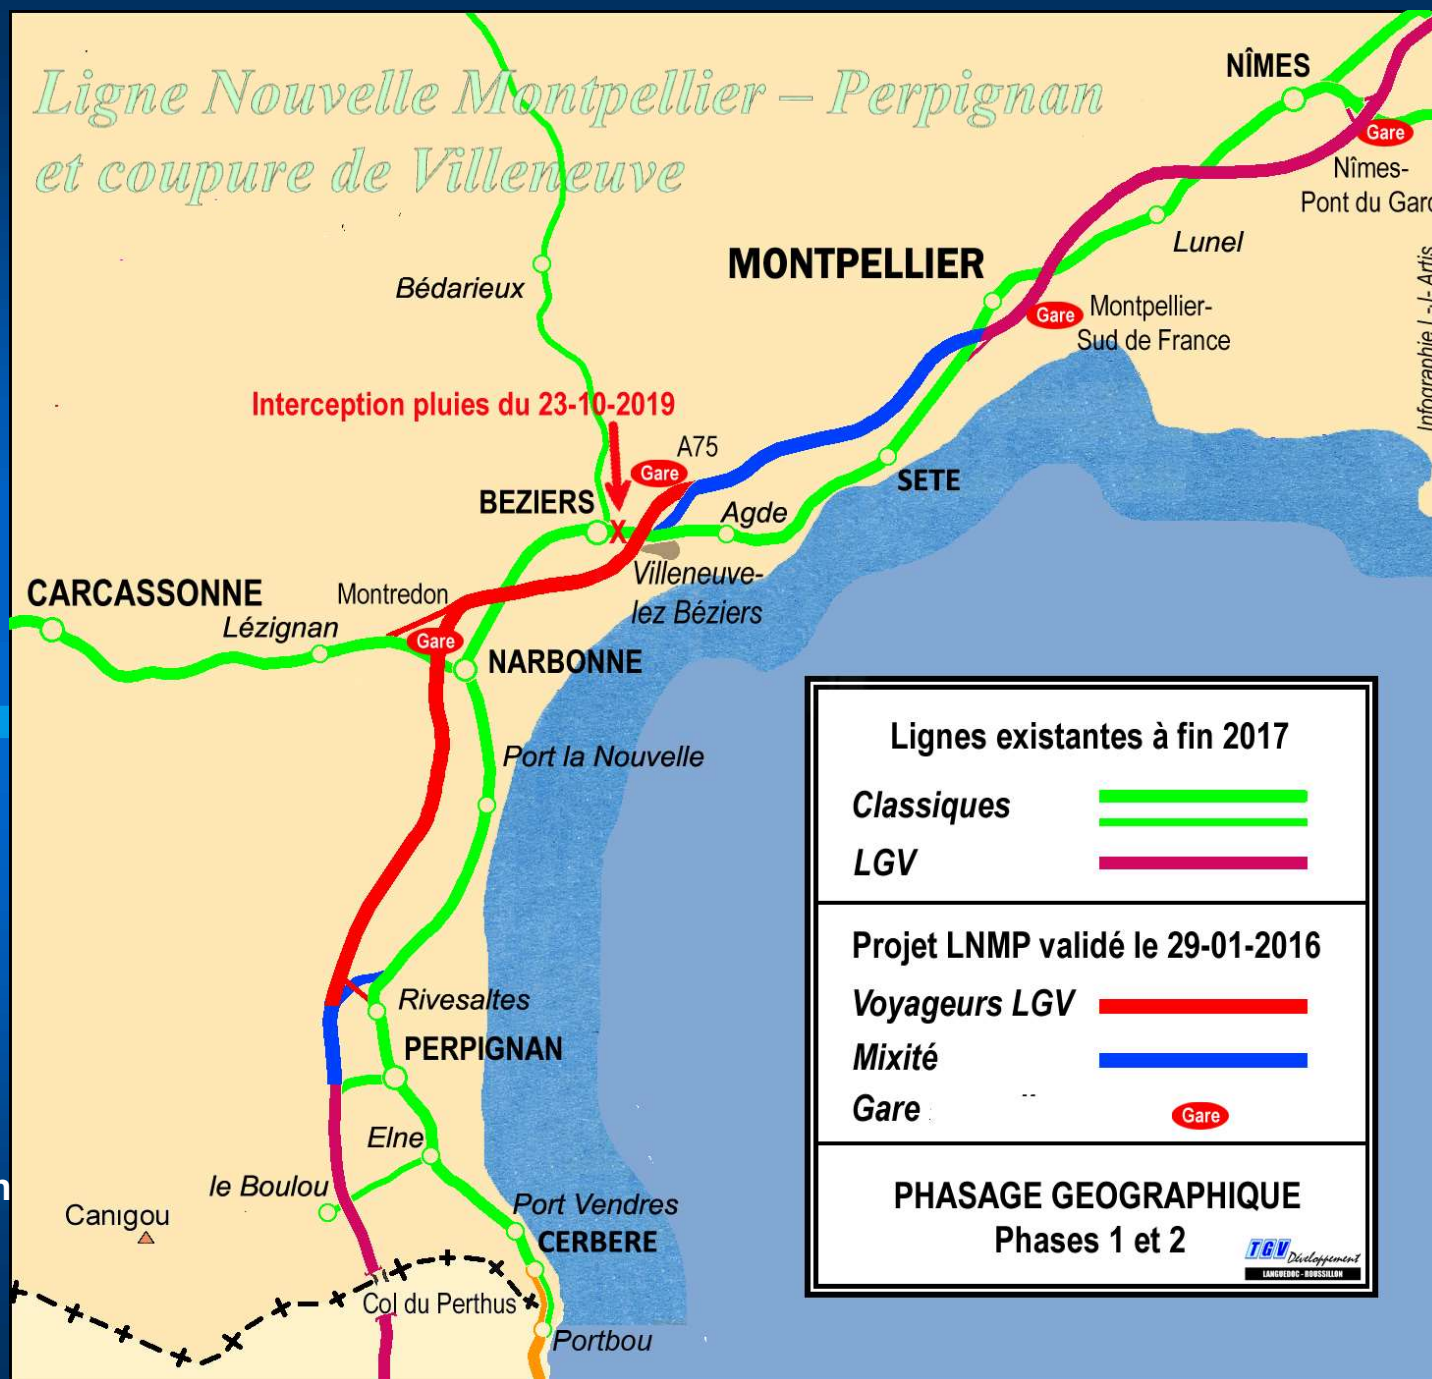 Ligne Nouvelle Montpellier – Perpignan
et coupure de Villeneuve
NÎMES
Gare
Nîmes-
Pont du Gard
Lunel
MONTPELLIER
Gare
Montpellier-
Sud de France
Infographie L-J- Artis
Bédarieux
Interception pluies du 23-10-2019
A75
Gare
BEZIERS
X
Agde
SETE
Villeneuve-
lez Béziers
CARCASSONNE
Montredon
Lézignan
Gare
NARBONNE
Port la Nouvelle
Rivesaltes
PERPIGNAN
Elne
le Boulou
Canigou
Port Vendres
CERBERE
Col du Perthus
Portbou
n
Lignes existantes à fin 2017
Classiques
LGV
Projet LNMP validé le 29-01-2016
Voyageurs LGV
Mixité
Gare
Gare
PHASAGE GEOGRAPHIQUE
Phases 1 et 2
TGV Développement
LANGUEDOC - ROUSSILLON